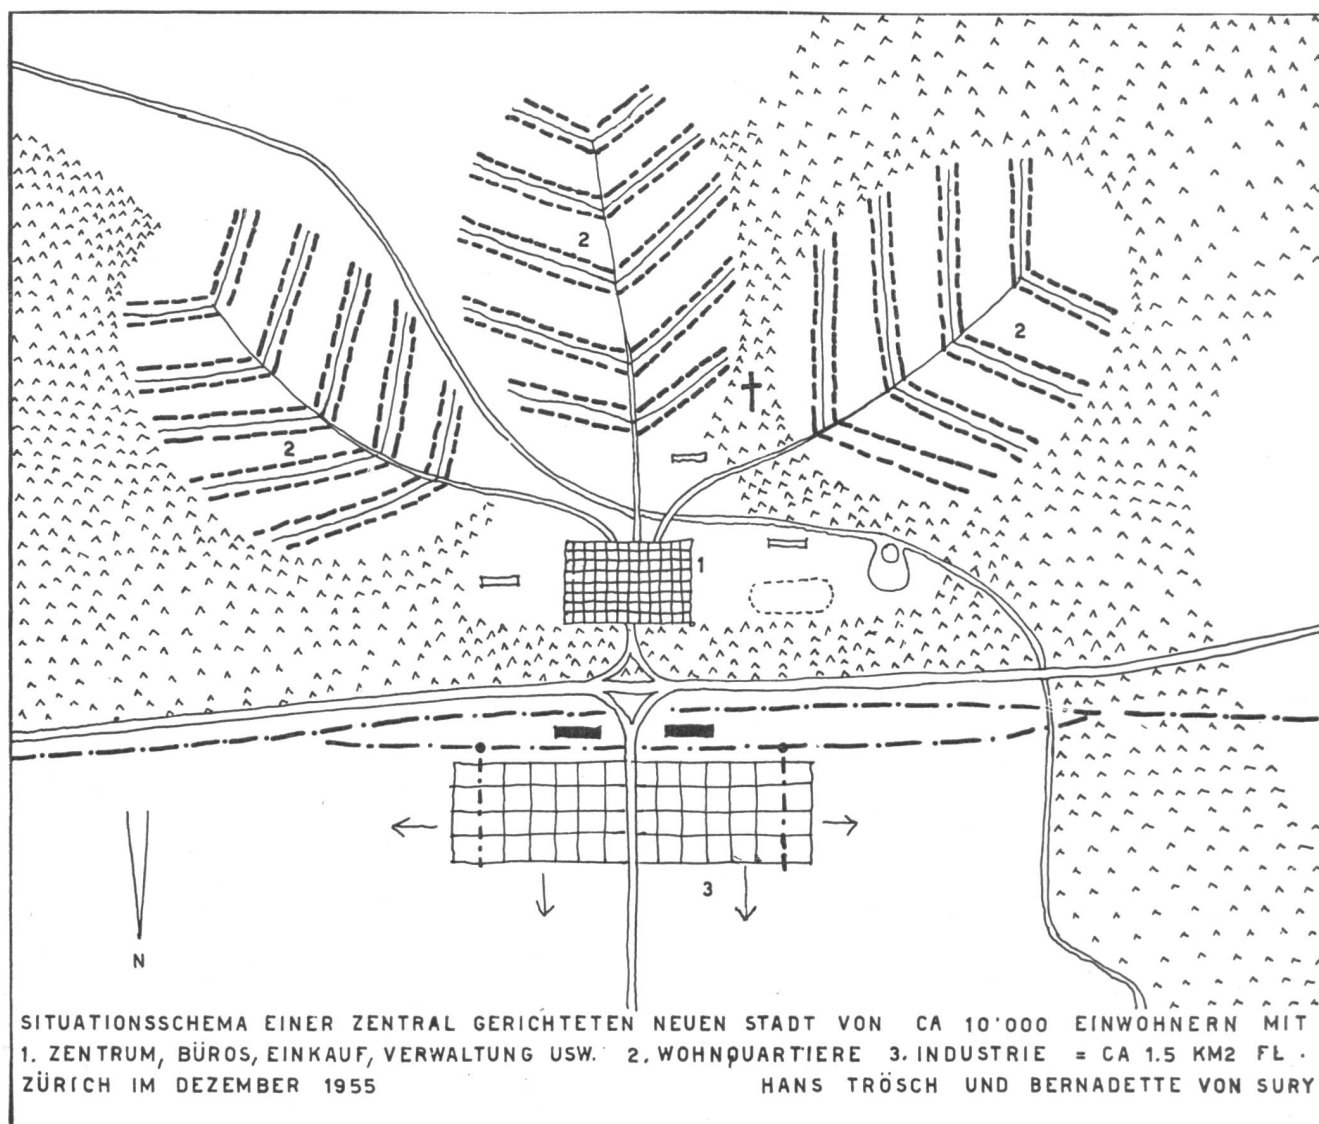 2
2
2
1
3
N
SITUATIONSSCHEMA EINER ZENTRAL GERICHTETEN NEUEN STADT VON CA 10'000 EINWOHNERN MIT
1. ZENTRUM, BÜROS, EINKAUF, VERWALTUNG USW. 2. WOHNQUARTIERE 3. INDUSTRIE = CA 1.5 KM2 FL.
ZÜRICH IM DEZEMBER 1955 HANS TRÖSCH UND BERNADETTE VON SURY